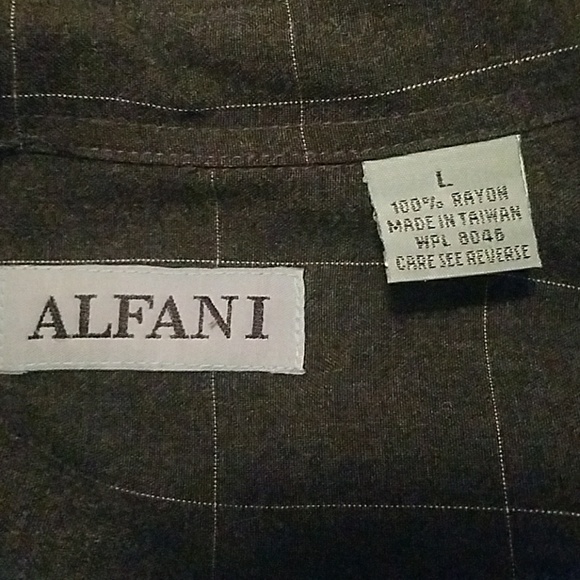 ALFANI
L
100% RAYON
MADE IN TAIWAN
WPL 8046
CARE SEE REVERSE